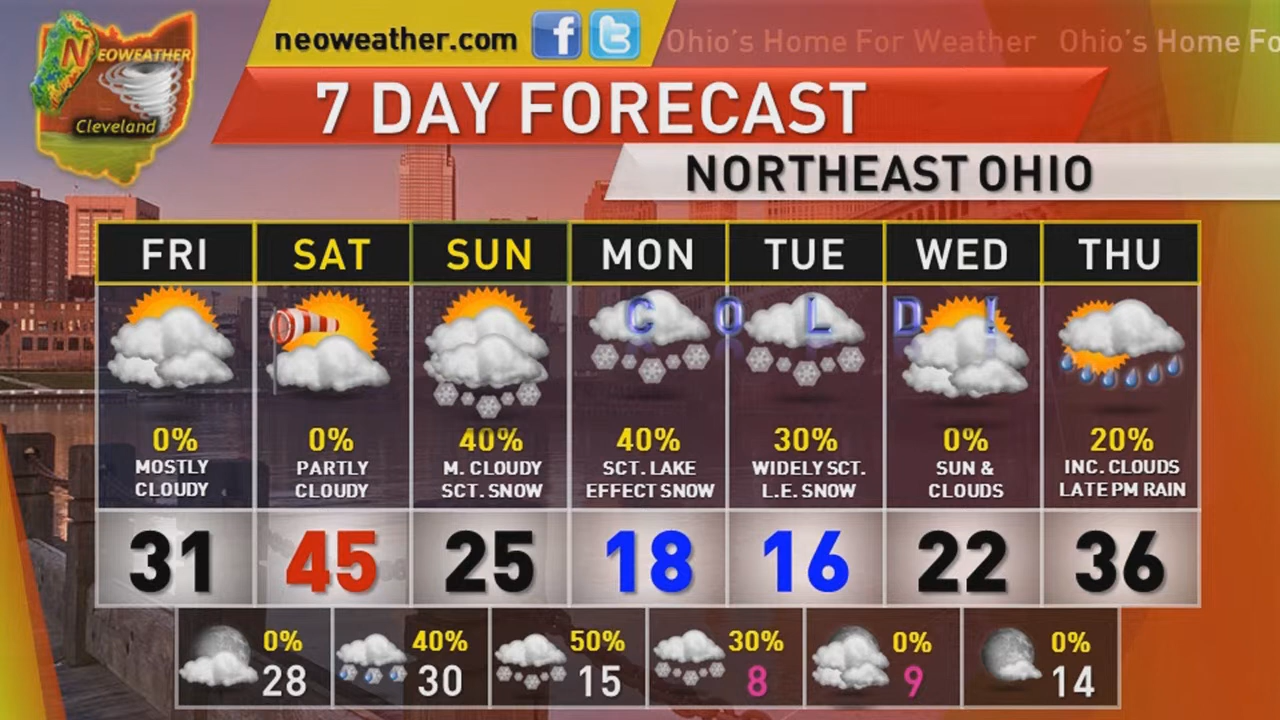 NEOWEATHER
Cleveland
neoweather.com f t
Ohio's Home For Weather Ohio's Home Fo
7 DAY FORECAST
NORTHEAST OHIO
FRI SAT SUN MON TUE WED THU
C O L D !
0% 0% 40% 40% 30% 0% 20%
MOSTLY PARTLY M. CLOUDY SCT. LAKE WIDELY SCT. SUN & INC. CLOUDS
CLOUDY CLOUDY SCT. SNOW EFFECT SNOW L.E. SNOW CLOUDS LATE PM RAIN
31 45 25 18 16 22 36
0% 40% 50% 30% 0% 0%
28 30 15 8 9 14